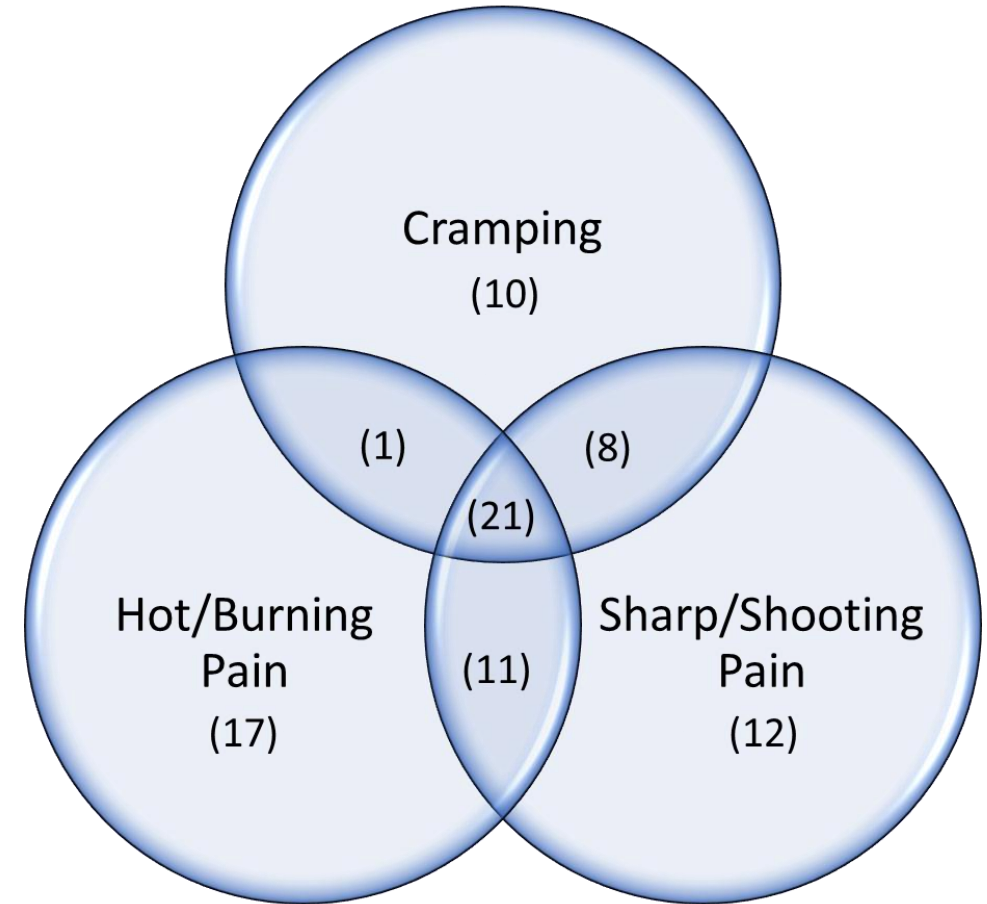 Cramping
(10)
(1)
(8)
(21)
Hot/Burning
Pain
(17)
(11)
Sharp/Shooting
Pain
(12)